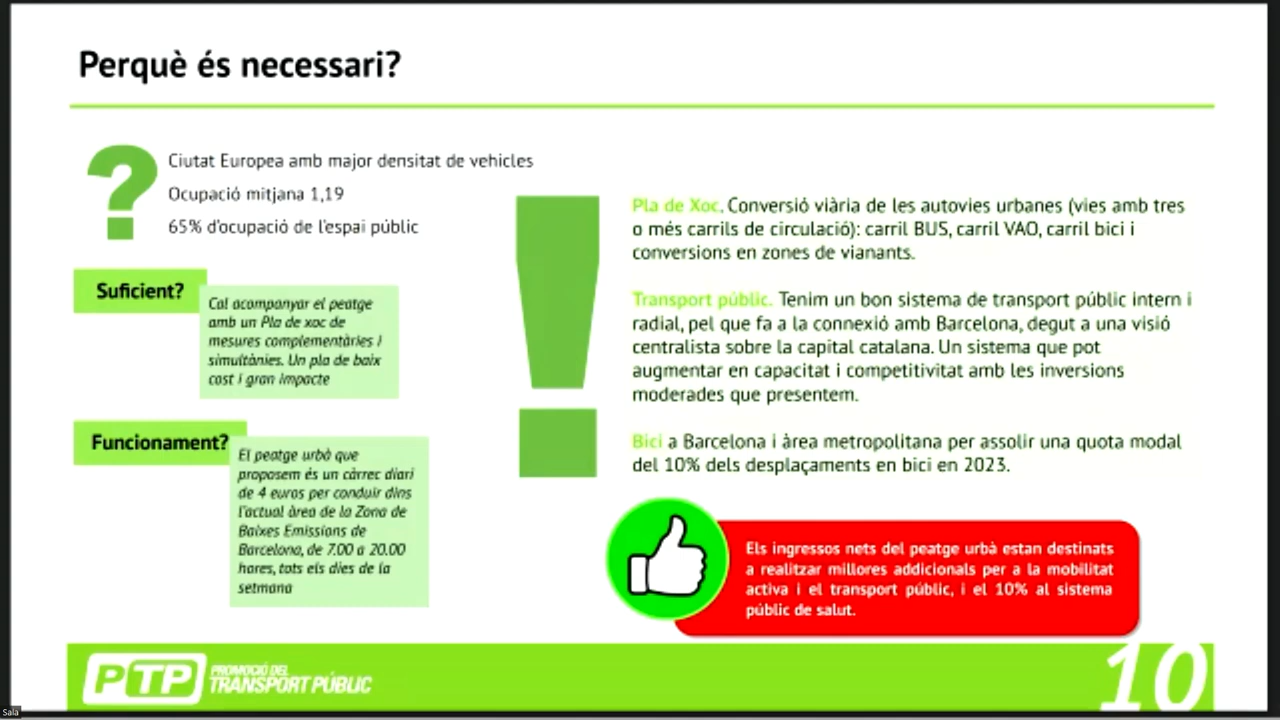 Perquè és necessari?
?
Ciutat Europea amb major densitat de vehicles
Ocupació mitjana 1,19
65% d'ocupació de l'espai públic
Suficient?
Cal acompanyar el peatge
amb un Pla de xoc de
mesures complementàries i
simultànies. Un pla de baix
cost i gran impacte
Funcionament?
El peatge urbà que
proposem és un càrrec diari
de 4 euros per conduir dins
l'actual àrea de la Zona de
Baixes Emissions de
Barcelona, de 7.00 a 20.00
hores, tots els dies de la
setmana
!
Pla de Xoc. Conversió viària de les autovies urbanes (vies amb tres
o més carrils de circulació): carril BUS, carril VAO, carril bici i
conversions en zones de vianants.
Transport públic. Tenim un bon sistema de transport públic intern i
radial, pel que fa a la connexió amb Barcelona, degut a una visió
centralista sobre la capital catalana. Un sistema que pot
augmentar en capacitat i competitivitat amb les inversions
moderades que presentem.
Bici a Barcelona i àrea metropolitana per assolir una quota modal
del 10% dels desplaçaments en bici en 2023.
Els ingressos nets del peatge urbà estan destinats
a realitzar millores addicionals per a la mobilitat
activa i el transport públic, i el 10% al sistema
públic de salut.
PTP PROMOCIÓ DEL
TRANSPORT PÚBLIC
10
Sala